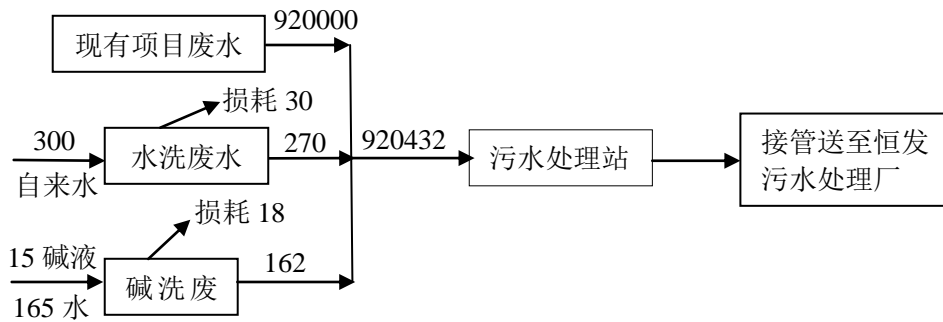 920000
现有项目废水
损耗 30
300
自来水
水洗废水
270
920432
污水处理站
接管送至恒发
污水处理厂
损耗 18
15 碱液
165 水
碱洗废
162